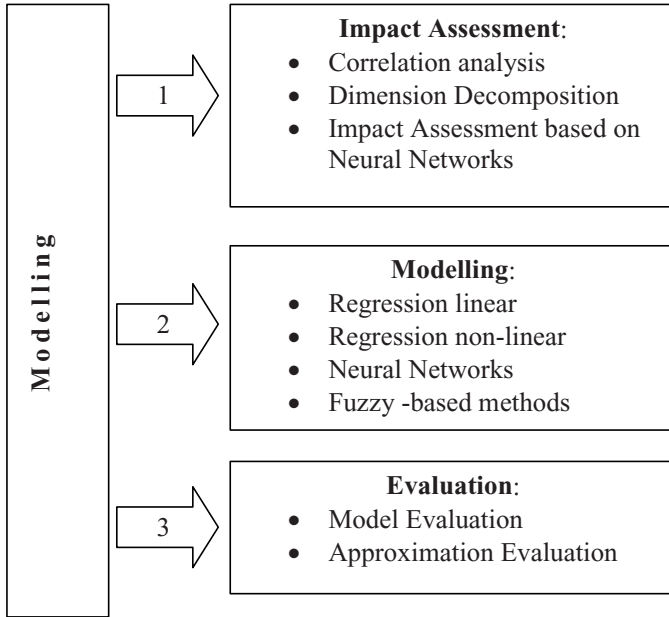 Modelling
1
Impact Assessment:
• Correlation analysis
• Dimension Decomposition
• Impact Assessment based on
Neural Networks
2
Modelling:
• Regression linear
• Regression non-linear
• Neural Networks
• Fuzzy -based methods
3
Evaluation:
• Model Evaluation
• Approximation Evaluation